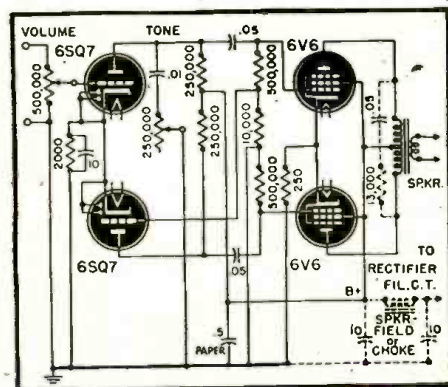 VOLUME
6SQ7
TONE
.05
6V6
500,000
.01
250,000
250,000
500,000
.05
2000
10
250,000
10,000
250
13,000
SPKR.
500,000
6SQ7
.05
6V6
TO
RECTIFIER
FIL.C.T.
B+
.5
PAPER
10
SPKR-
FIELD
or
CHOKE
10